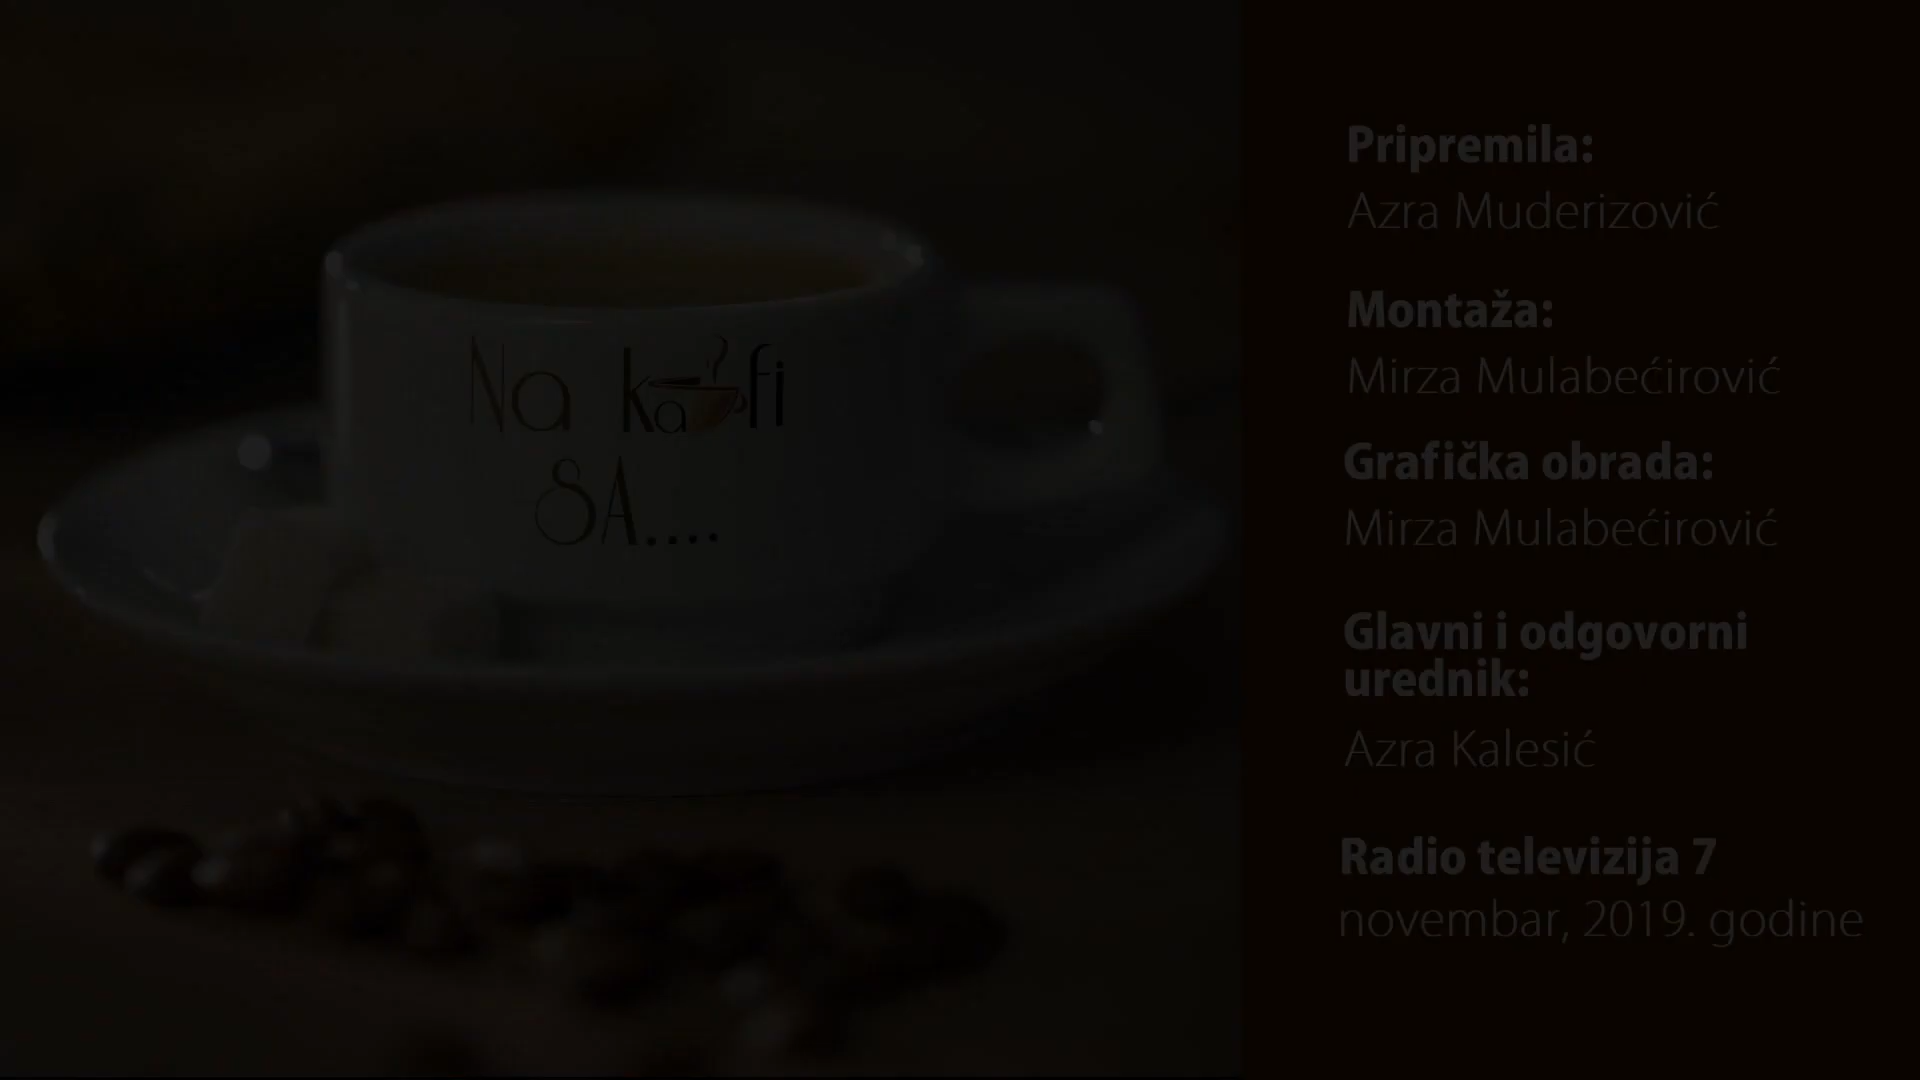 Na kafi
SA....
Pripremila:
Azra Muderizović
Montaža:
Mirza Mulabećirović
Grafička obrada:
Mirza Mulabećirović
Glavni i odgovorni
urednik:
Azra Kalesić
Radio televizija 7
novembar, 2019. godine